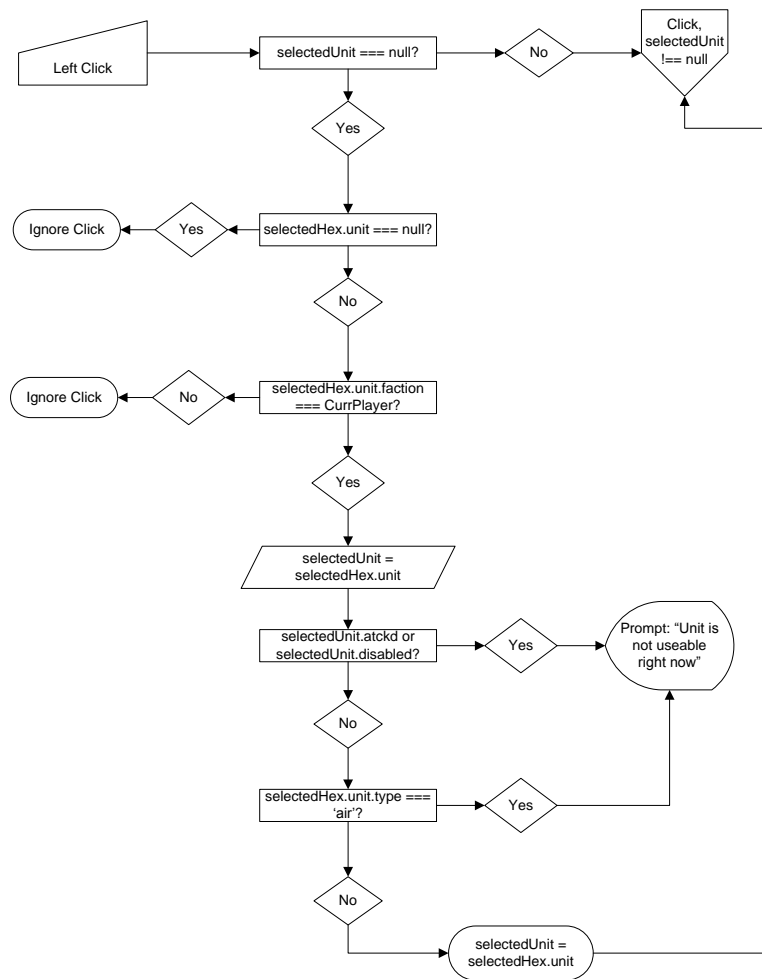 Left Click
selectedUnit === null?
No
Click,
selectedUnit
!== null
Yes
Ignore Click
Yes
selectedHex.unit === null?
No
Ignore Click
No
selectedHex.unit.faction
=== CurrPlayer?
Yes
selectedUnit =
selectedHex.unit
selectedUnit.atckd or
selectedUnit.disabled?
Yes
Prompt: “Unit is
not useable
right now”
No
selectedHex.unit.type ===
‘air’?
Yes
No
selectedUnit =
selectedHex.unit